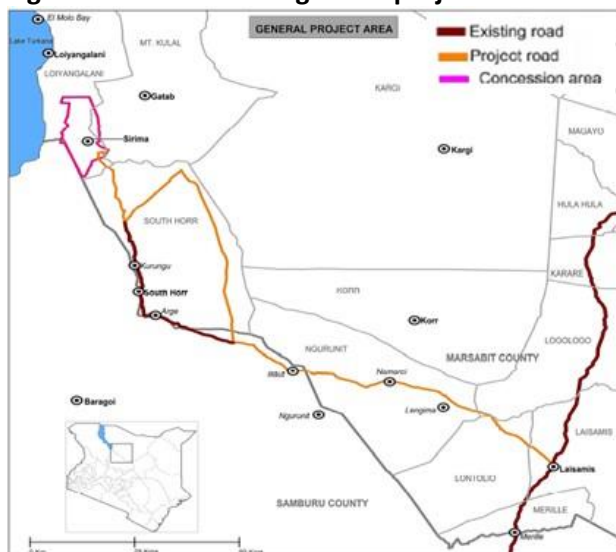 El Molo Bay
MT. KULAL
GENERAL PROJECT AREA
Existing road
Project road
Concession area
Lake Turkana
Loiyangalani
LOIYANGALANI
Gatab
KARGI
Sirima
Kargi
MAGAYO
HULA HULA
SOUTH HORR
KARARE
Kurungu
South Horr
KORR
Arge
Korr
LOGOLOGO
NGURUNIT
MARSABIT COUNTY
Illaut
Namarei
Baragoi
Ngurunit
Lengima
LAISAMIS
Laisamis
LONTOLIO
SAMBURU COUNTY
MERILLE
Merille